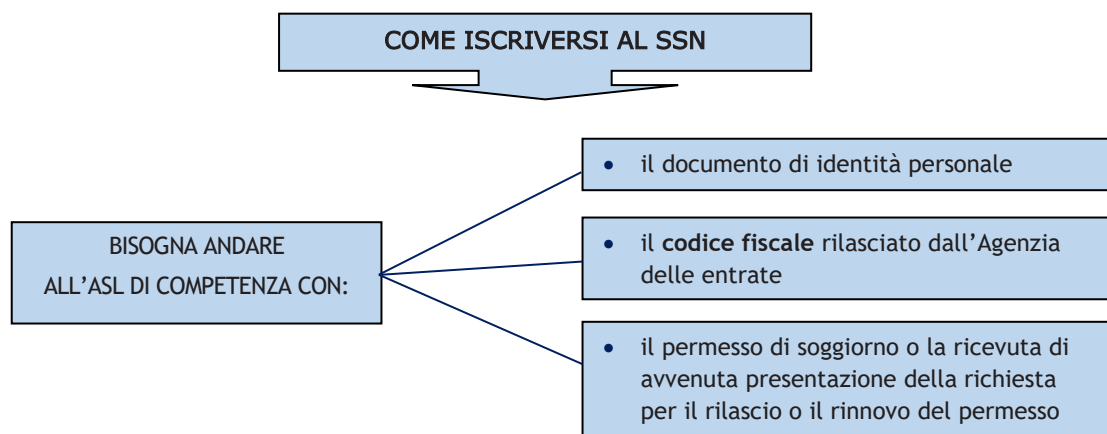 COME ISCRIVERSI AL SSN
BISOGNA ANDARE
ALL’ASL DI COMPETENZA CON:
• il documento di identità personale
• il codice fiscale rilasciato dall’Agenzia
delle entrate
• il permesso di soggiorno o la ricevuta di
avvenuta presentazione della richiesta
per il rilascio o il rinnovo del permesso